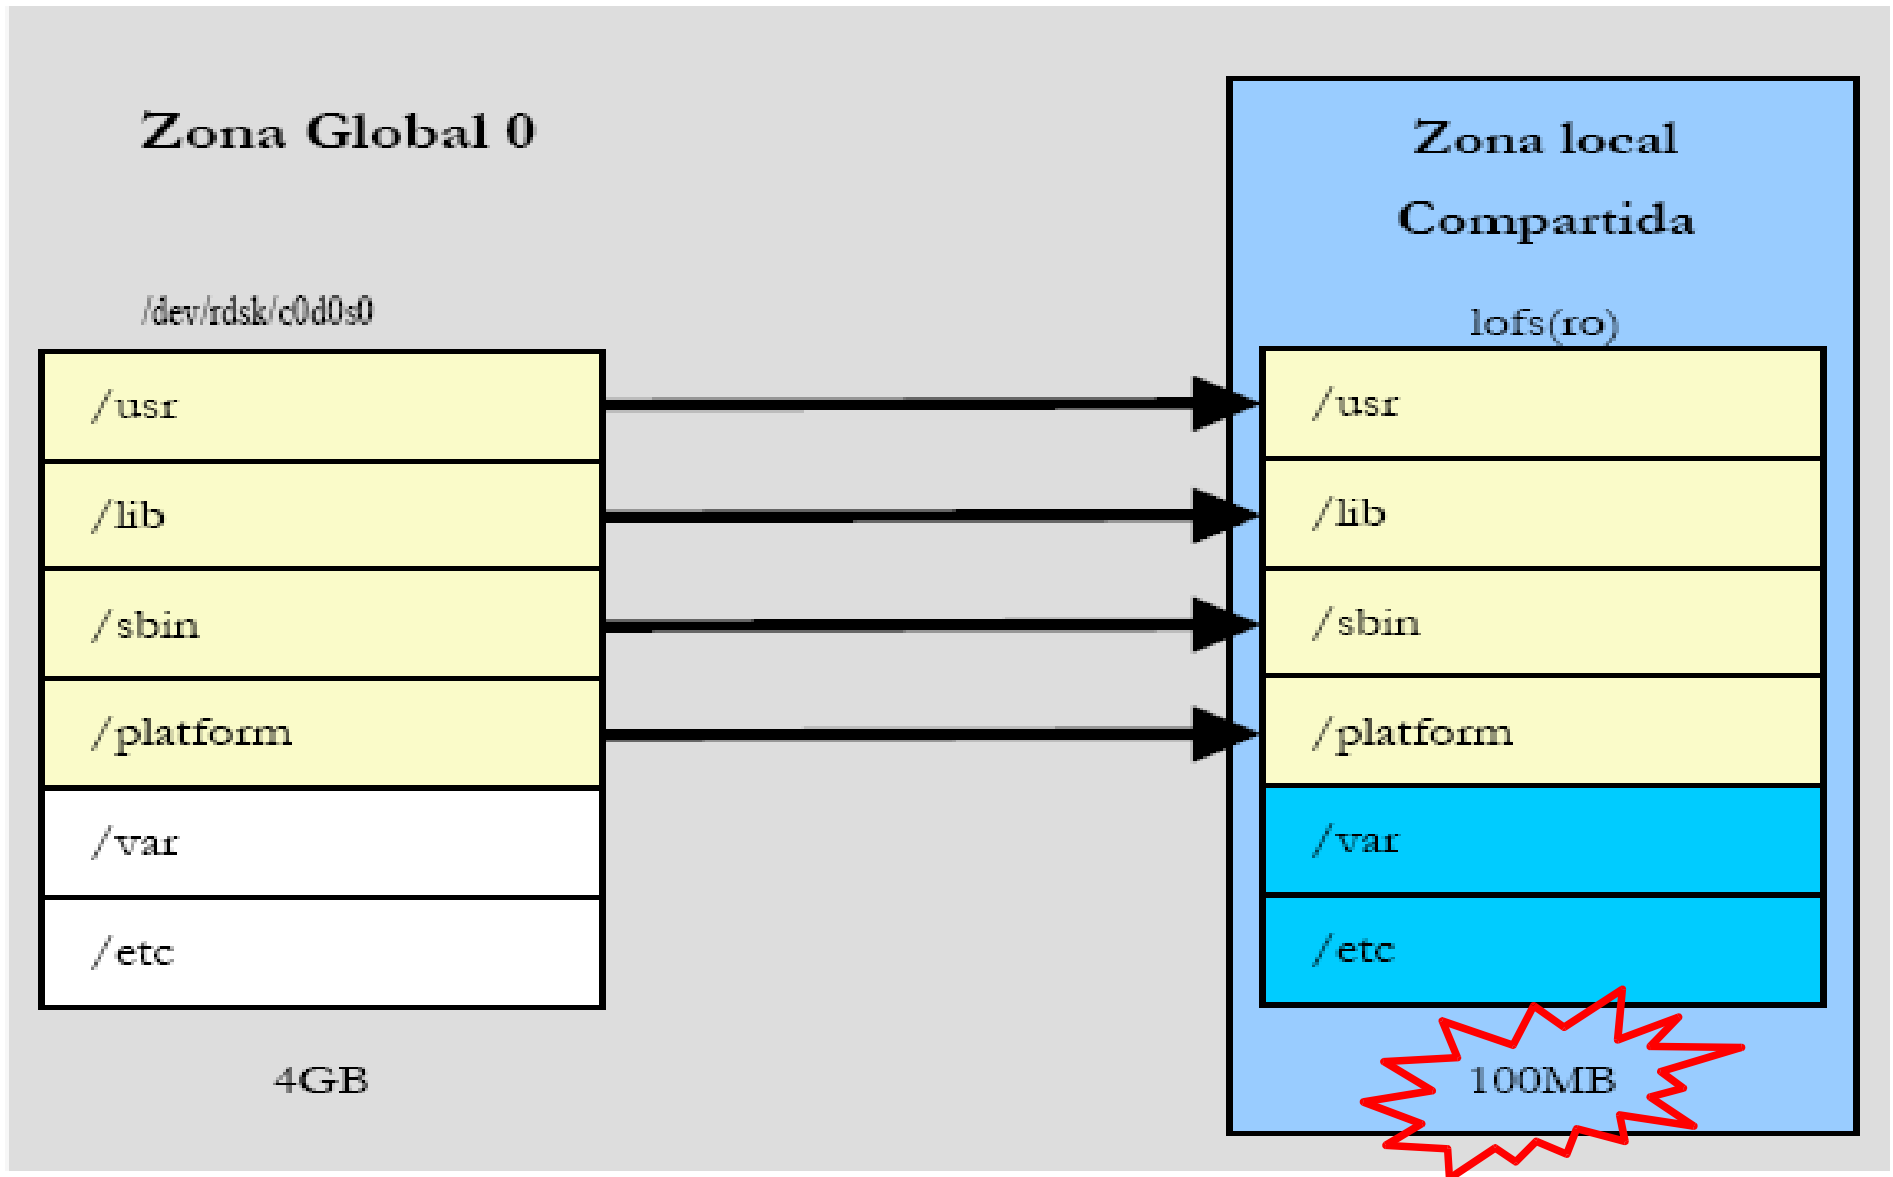 Zona Global 0
/dev/rdsk/c0d0s0
/usr
/lib
/sbin
/platform
/var
/etc
4GB
Zona local
Compartida
lofs(ro)
/usr
/lib
/sbin
/platform
/var
/etc
100MB